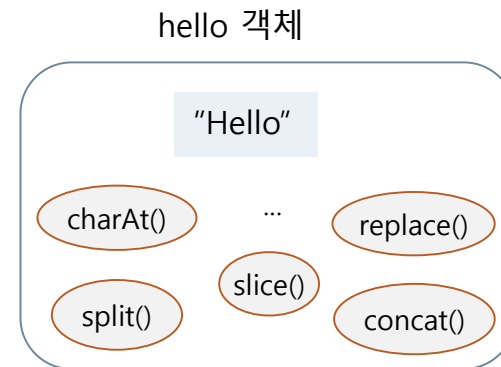 hello 객체
"Hello"
charAt()
...
replace()
slice()
split()
concat()